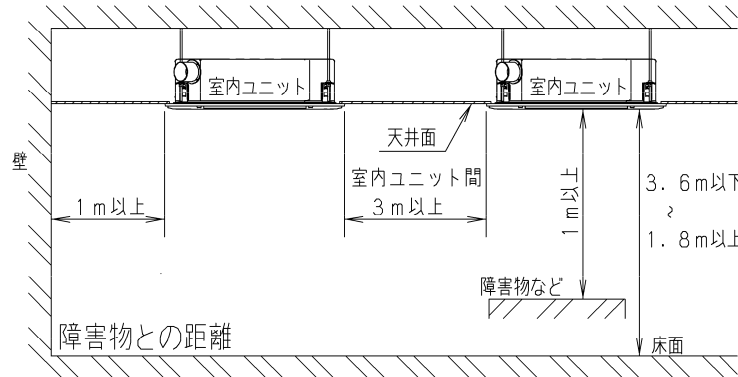 室内ユニット
室内ユニット
天井面
壁
室内ユニット間
1m以上
3m以上
1m以上
3.6m以下
~
1.8m以上
障害物など
障害物との距離
床面